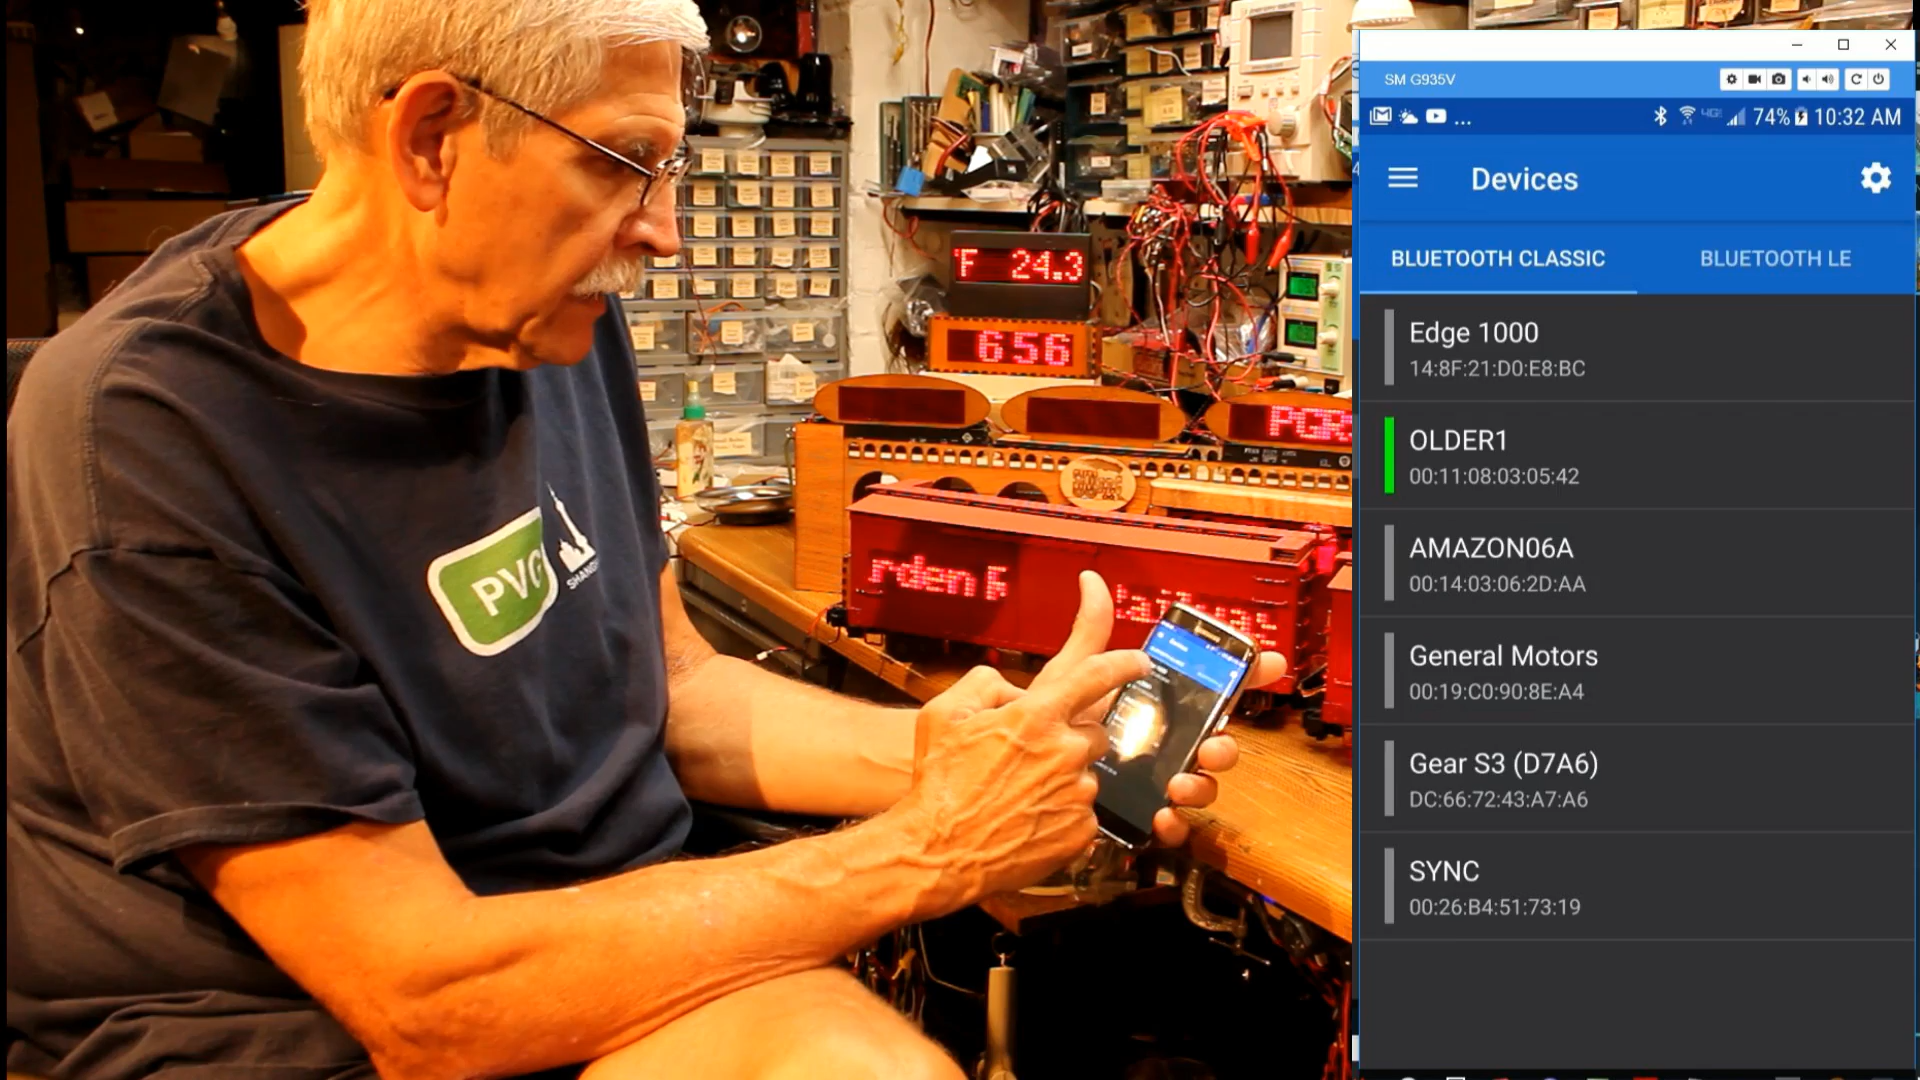 °F 24.3
656
rden R
PVG
SHANG
SM G935V
... 74% 10:32 AM
Devices
BLUETOOTH CLASSIC
BLUETOOTH LE
Edge 1000
14:8F:21:D0:E8:BC
OLDER1
00:11:08:03:05:42
AMAZON06A
00:14:03:06:2D:AA
General Motors
00:19:C0:90:8E:A4
Gear S3 (D7A6)
DC:66:72:43:A7:A6
SYNC
00:26:B4:51:73:19